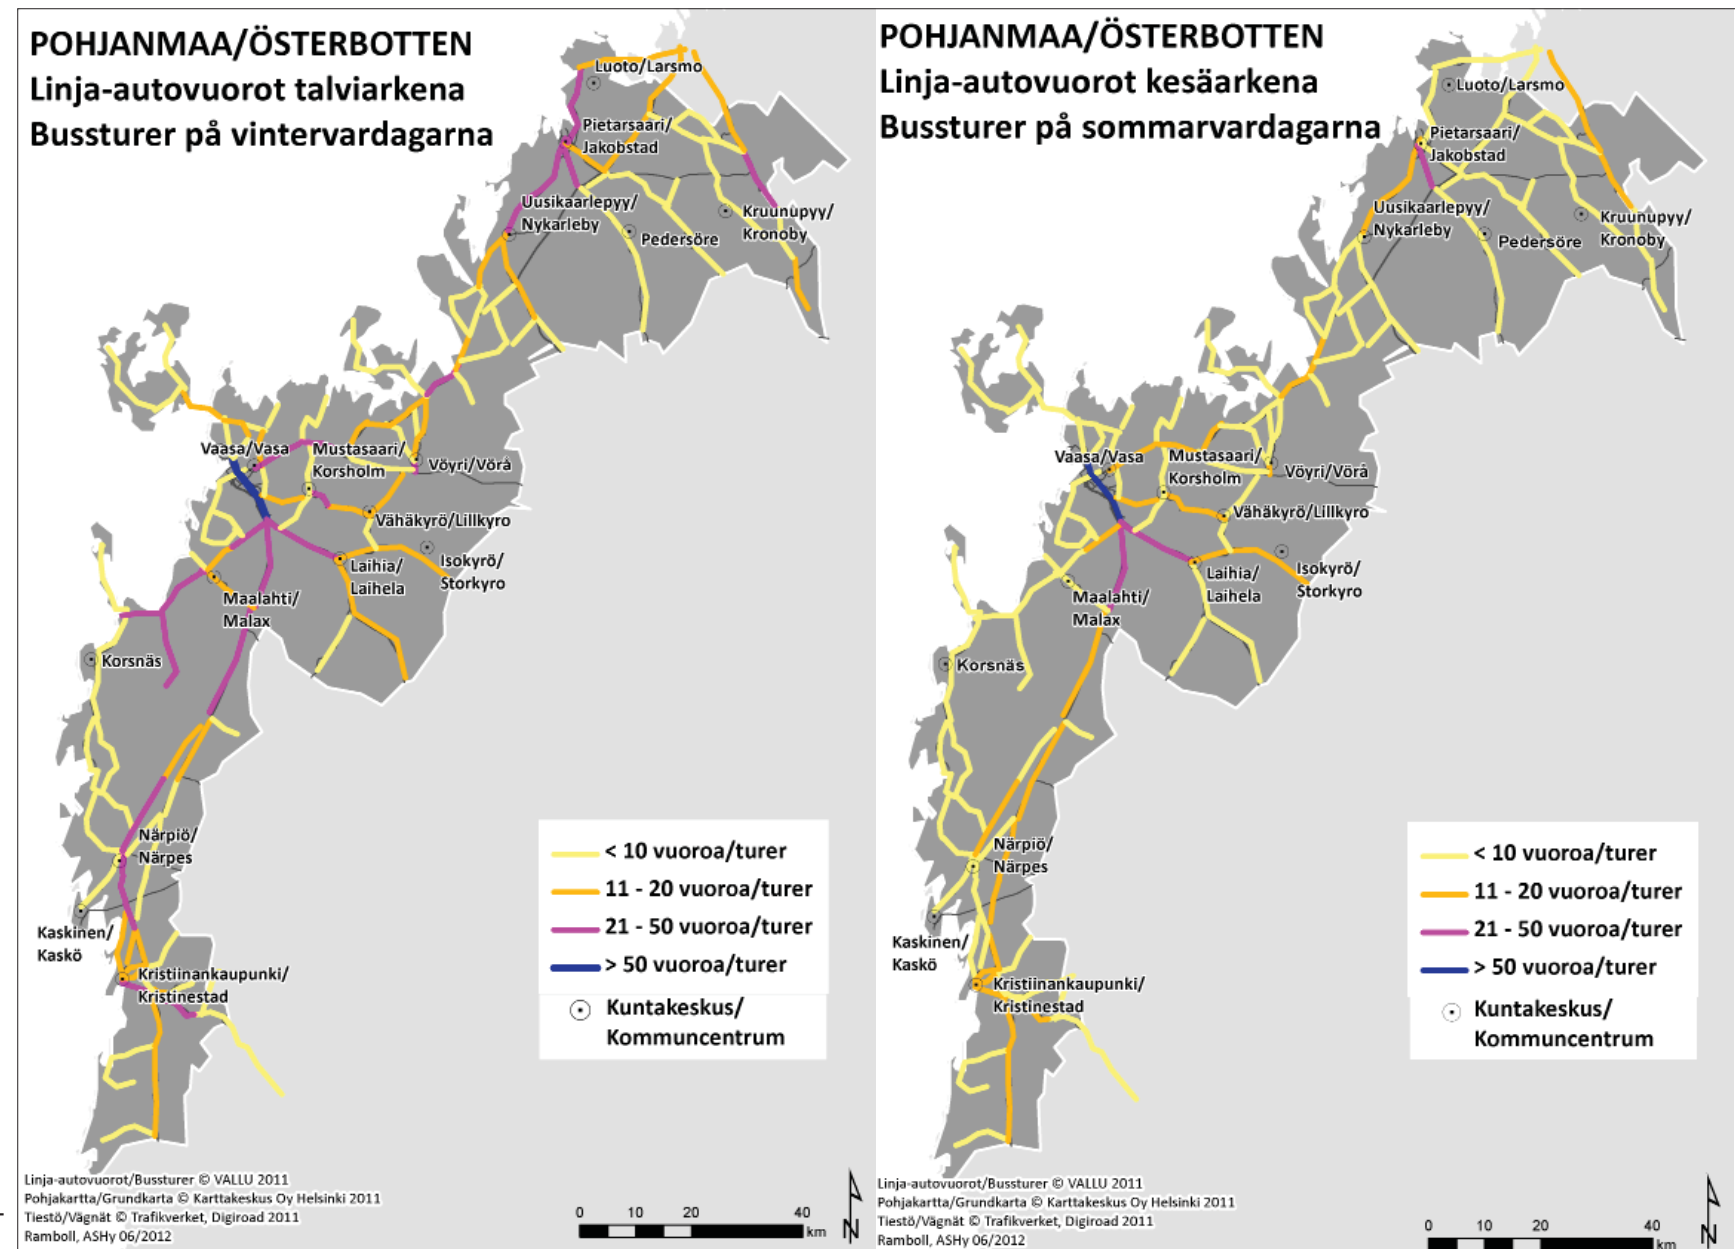 POHJANMAA/ÖSTERBOTTEN
Linja-autovuorot talviarkena
Bussturer på vintervardagarna
Luoto/Larsmo
Pietarsaari/
Jakobstad
Uusikaarlepyy/
Nykarleby
Pedersöre
Kruunupyy/
Kronoby
Vaasa/Vasa
Mustasaari/
Korsholm
Vöyri/Vörå
Vähäkyrö/Lillkyro
Isokyrö/
Storkyro
Laihia/
Laihela
Maalahti/
Malax
Korsnäs
Närpiö/
Närpes
Kaskinen/
Kaskö
Kristiinankaupunki/
Kristinestad
< 10 vuoroa/turer
11 - 20 vuoroa/turer
21 - 50 vuoroa/turer
> 50 vuoroa/turer
Kuntakeskus/
Kommuncentrum
Linja-autovuorot/Bussturer © VALLU 2011
Pohjakartta/Grundkarta © Karttakeskus Oy Helsinki 2011
Tiestö/Vägnät © Trafikverket, Digiroad 2011
Ramboll, ASHy 06/2012
0 10 20 40
km
N
POHJANMAA/ÖSTERBOTTEN
Linja-autovuorot kesäarkena
Bussturer på sommarvardagarna
Luoto/Larsmo
Pietarsaari/
Jakobstad
Uusikaarlepyy/
Nykarleby
Pedersöre
Kruunupyy/
Kronoby
Vaasa/Vasa
Mustasaari/
Korsholm
Vöyri/Vörå
Vähäkyrö/Lillkyro
Isokyrö/
Storkyro
Laihia/
Laihela
Maalahti/
Malax
Korsnäs
Närpiö/
Närpes
Kaskinen/
Kaskö
Kristiinankaupunki/
Kristinestad
< 10 vuoroa/turer
11 - 20 vuoroa/turer
21 - 50 vuoroa/turer
> 50 vuoroa/turer
Kuntakeskus/
Kommuncentrum
Linja-autovuorot/Bussturer © VALLU 2011
Pohjakartta/Grundkarta © Karttakeskus Oy Helsinki 2011
Tiestö/Vägnät © Trafikverket, Digiroad 2011
Ramboll, ASHy 06/2012
0 10 20 40
km
N